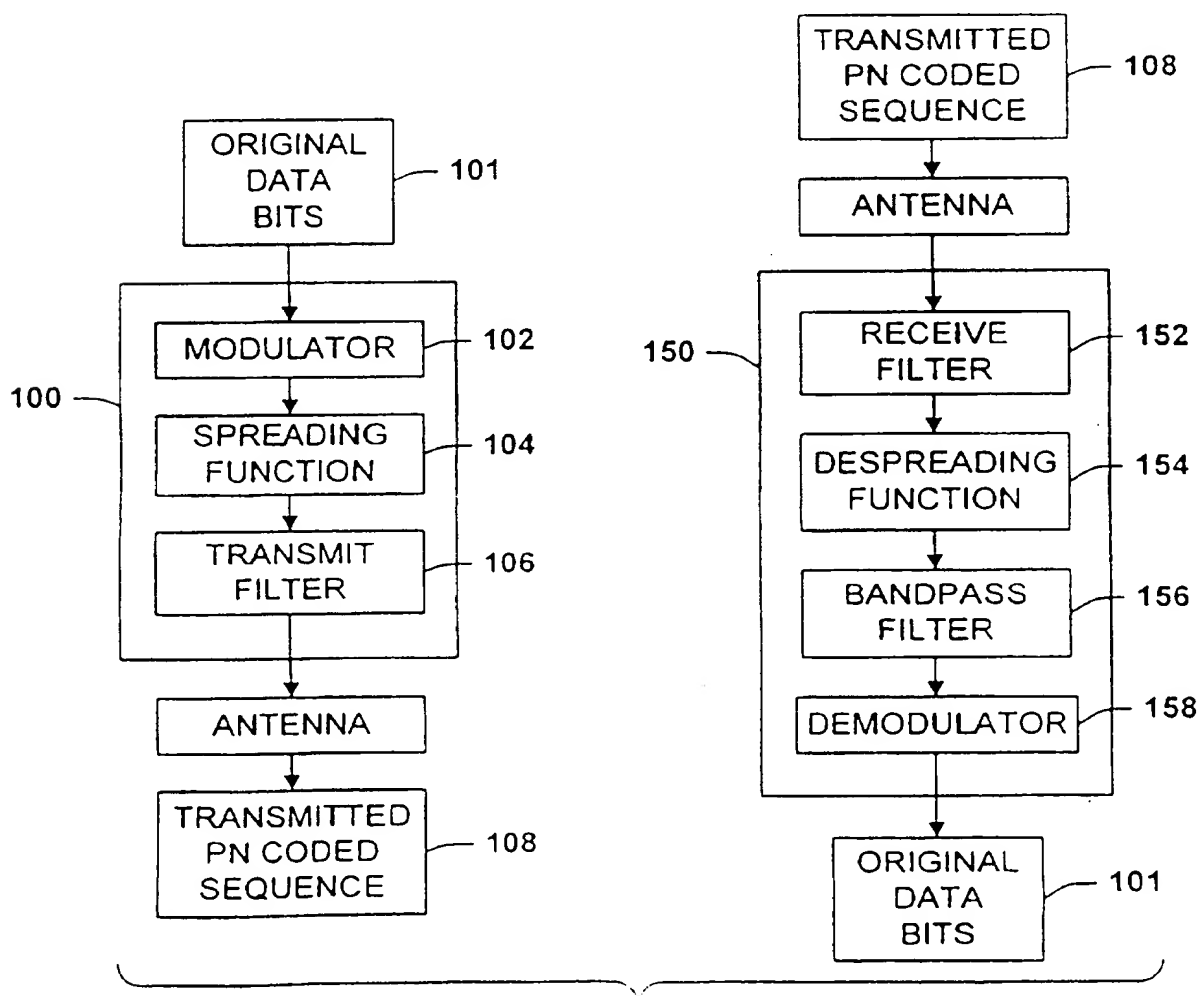 ORIGINAL
DATA
BITS
101
MODULATOR
102
100
SPREADING
FUNCTION
104
TRANSMIT
FILTER
106
ANTENNA
TRANSMITTED
PN CODED
SEQUENCE
108
TRANSMITTED
PN CODED
SEQUENCE
108
ANTENNA
150
RECEIVE
FILTER
152
DESPREADING
FUNCTION
154
BANDPASS
FILTER
156
DEMODULATOR
158
ORIGINAL
DATA
BITS
101